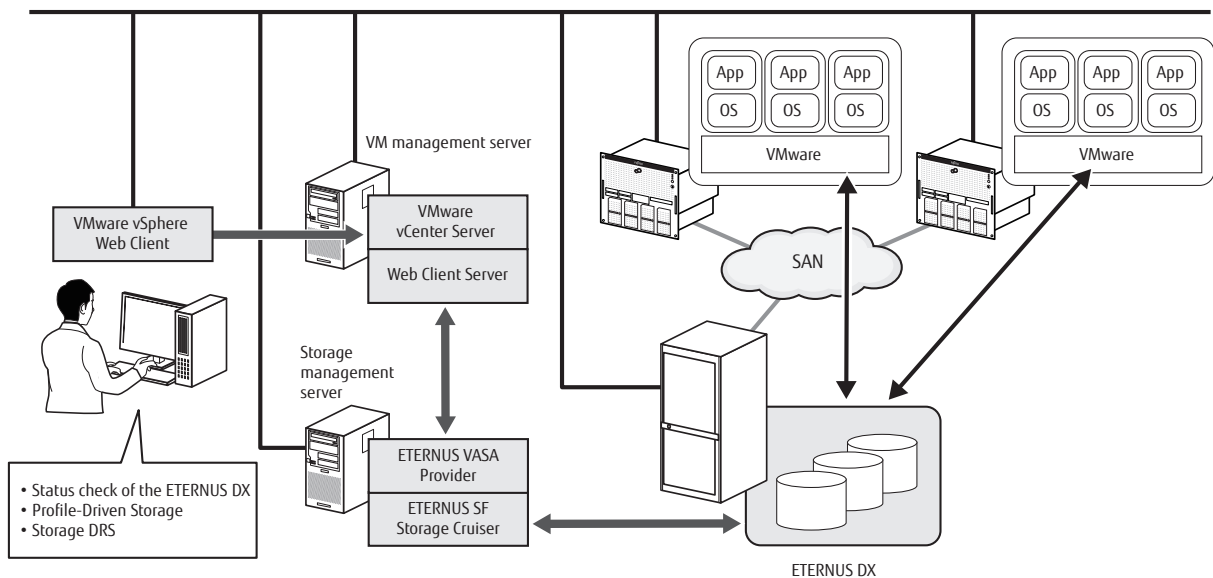 App
App
App
OS
OS
OS
VMware
App
App
App
OS
OS
OS
VMware
VM management server
VMware vSphere
Web Client
VMware
vCenter Server
Web Client Server
SAN
Storage
management
server
ETERNUS VASA
Provider
ETERNUS SF
Storage Cruiser
• Status check of the ETERNUS DX
• Profile-Driven Storage
• Storage DRS
ETERNUS DX